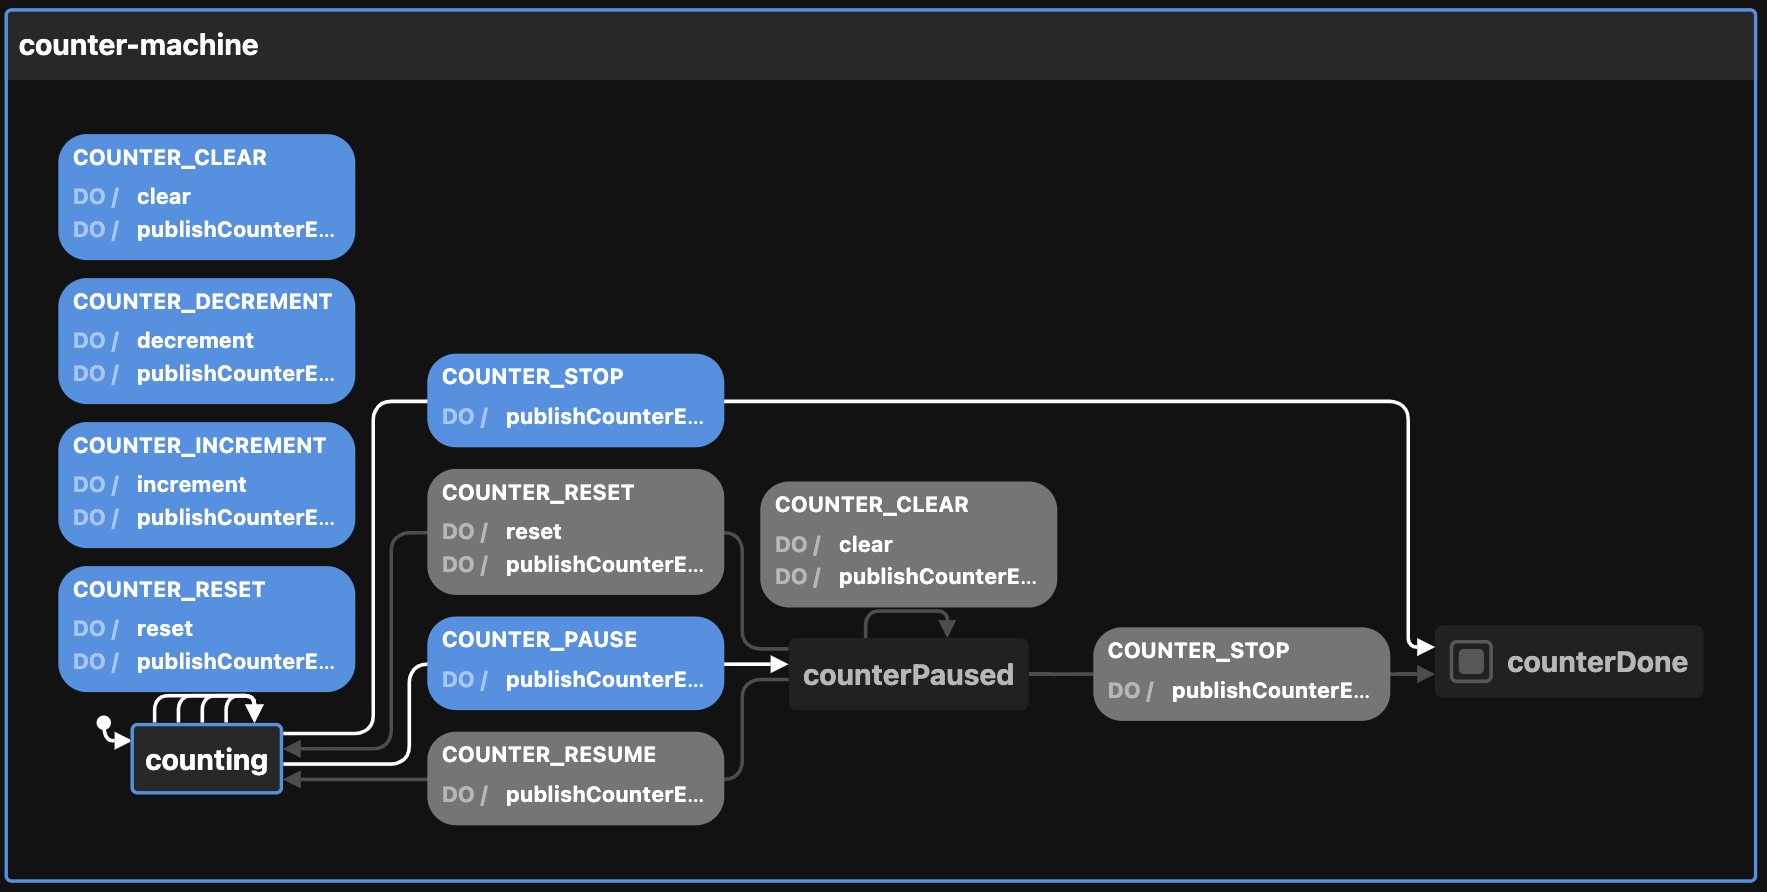 counter-machine
COUNTER_CLEAR
DO / clear
DO / publishCounterE...
COUNTER_DECREMENT
DO / decrement
DO / publishCounterE...
COUNTER_INCREMENT
DO / increment
DO / publishCounterE...
COUNTER_RESET
DO / reset
DO / publishCounterE...
counting
COUNTER_STOP
DO / publishCounterE...
COUNTER_RESET
DO / reset
DO / publishCounterE...
COUNTER_PAUSE
DO / publishCounterE...
COUNTER_RESUME
DO / publishCounterE...
COUNTER_CLEAR
DO / clear
DO / publishCounterE...
counterPaused
COUNTER_STOP
DO / publishCounterE...
counterDone